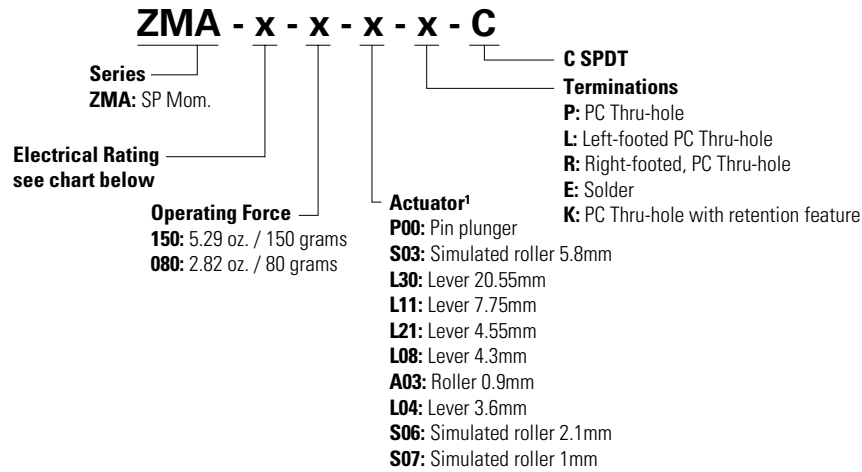 ZMA - x - x - x - x - C
Series
ZMA: SP Mom.
Electrical Rating
see chart below
Operating Force
150: 5.29 oz. / 150 grams
080: 2.82 oz. / 80 grams
Actuator¹
P00: Pin plunger
S03: Simulated roller 5.8mm
L30: Lever 20.55mm
L11: Lever 7.75mm
L21: Lever 4.55mm
L08: Lever 4.3mm
A03: Roller 0.9mm
L04: Lever 3.6mm
S06: Simulated roller 2.1mm
S07: Simulated roller 1mm
C SPDT
Terminations
P: PC Thru-hole
L: Left-footed PC Thru-hole
R: Right-footed, PC Thru-hole
E: Solder
K: PC Thru-hole with retention feature